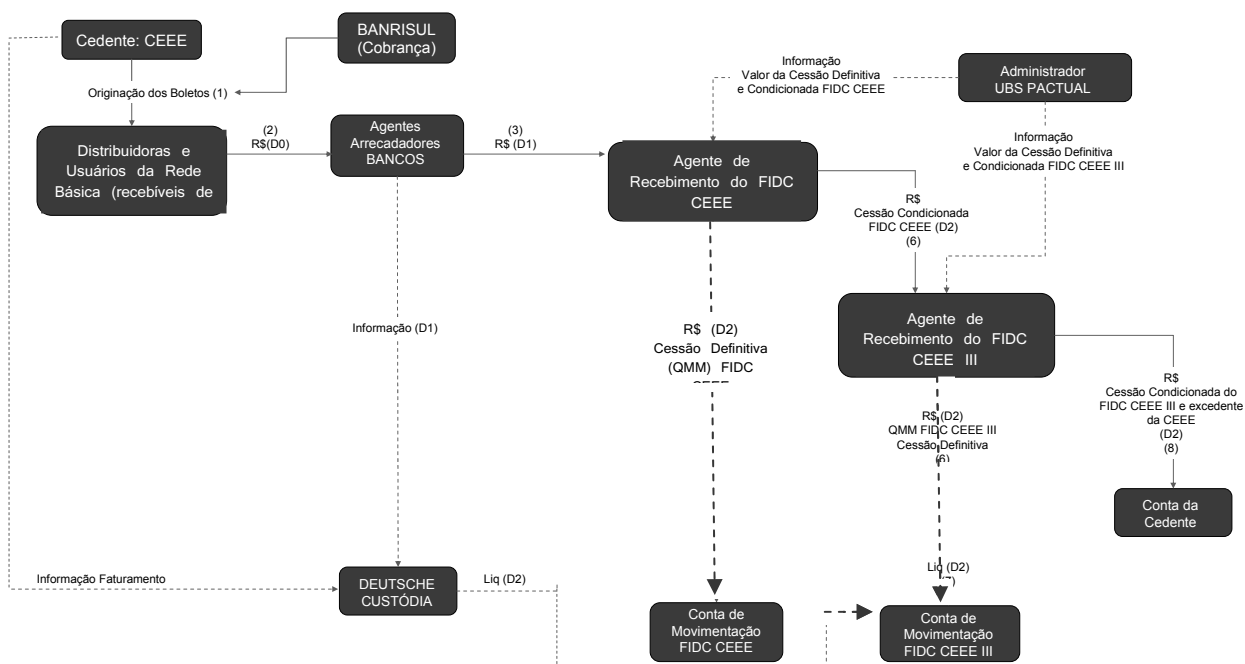 Cedente: CEEE
BANRISUL
(Cobrança)
Originação dos Boletos (1)
Distribuidoras e
Usuários da Rede
Básica (recebíveis de
(2)
R$(D0)
Agentes
Arrecadadores
BANCOS
(3)
R$ (D1)
Informação
Valor da Cessão Definitiva
e Condicionada FIDC CEEE
Administrador
UBS PACTUAL
Agente de
Recebimento do FIDC
CEEE
Informação
Valor da Cessão Definitiva
e Condicionada FIDC CEEE III
R$
Cessão Condicionada
FIDC CEEE (D2)
(6)
Informação (D1)
R$ (D2)
Cessão Definitiva
(QMM) FIDC
CEEE
Agente de
Recebimento do FIDC
CEEE III
R$ (D2)
QMM FIDC CEEE III
Cessão Definitiva
(6)
R$
Cessão Condicionada do
FIDC CEEE III e excedente
da CEEE
(D2)
(8)
Conta da
Cedente
Informação Faturamento
DEUTSCHE
CUSTÓDIA
Liq (D2)
Liq (D2)
(7)
Conta de
Movimentação
FIDC CEEE
Conta de
Movimentação
FIDC CEEE III